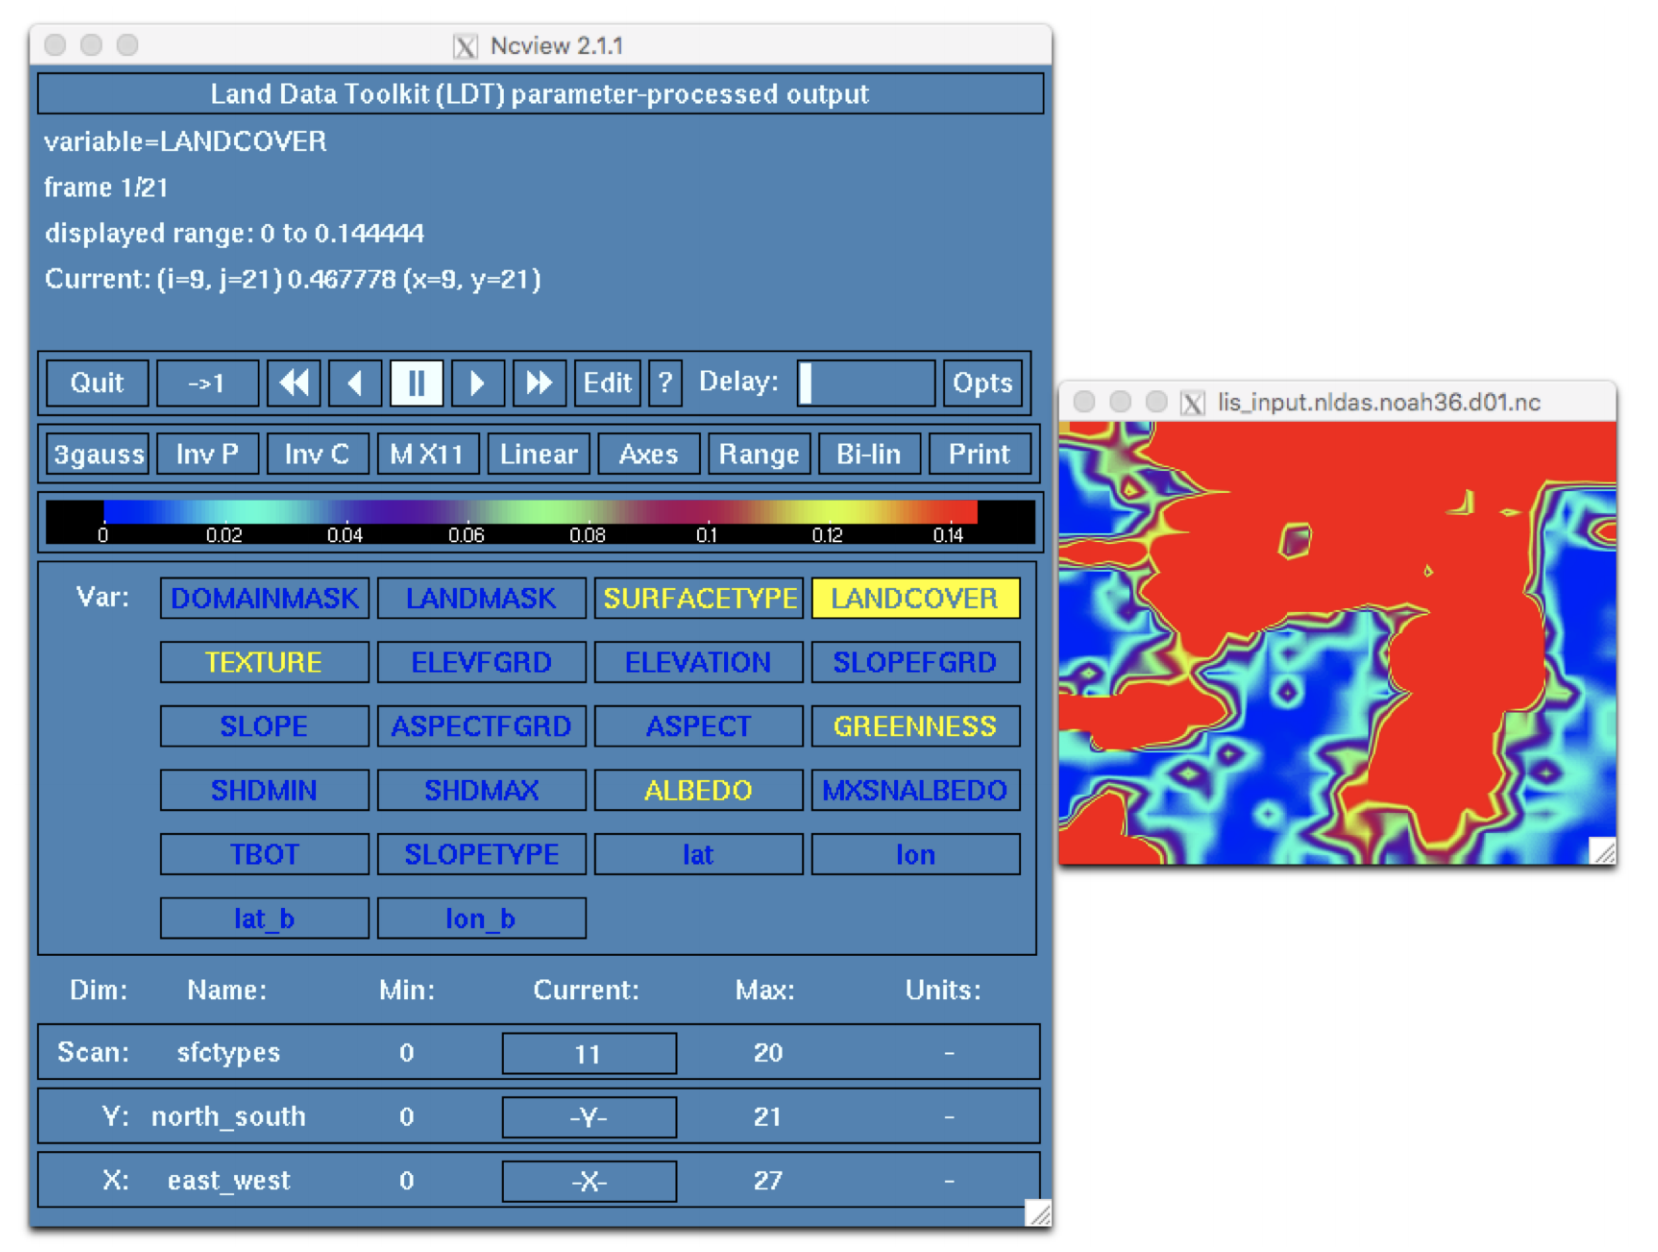 Ncview 2.1.1
Land Data Toolkit (LDT) parameter-processed output
variable=LANDCOVER
frame 1/21
displayed range: 0 to 0.144444
Current: (i=9, j=21) 0.467778 (x=9, y=21)
Quit ->1 Edit ? Delay: Opts
3gauss Inv P Inv C M X11 Linear Axes Range Bi-lin Print
0 0.02 0.04 0.06 0.08 0.1 0.12 0.14
Var: DOMAINMASK LANDMASK SURFACETYPE LANDCOVER
TEXTURE ELEVFGRD ELEVATION SLOPEFGRD
SLOPE ASPECTFGRD ASPECT GREENNESS
SHDMIN SHDMAX ALBEDO MXSNALBEDO
TBOT SLOPETYPE lat lon
lat_b lon_b
Dim: Name: Min: Current: Max: Units:
Scan: sfctypes 0 11 20 -
Y: north_south 0 -Y- 21 -
X: east_west 0 -X- 27 -
lis_input.nldas.noah36.d01.nc